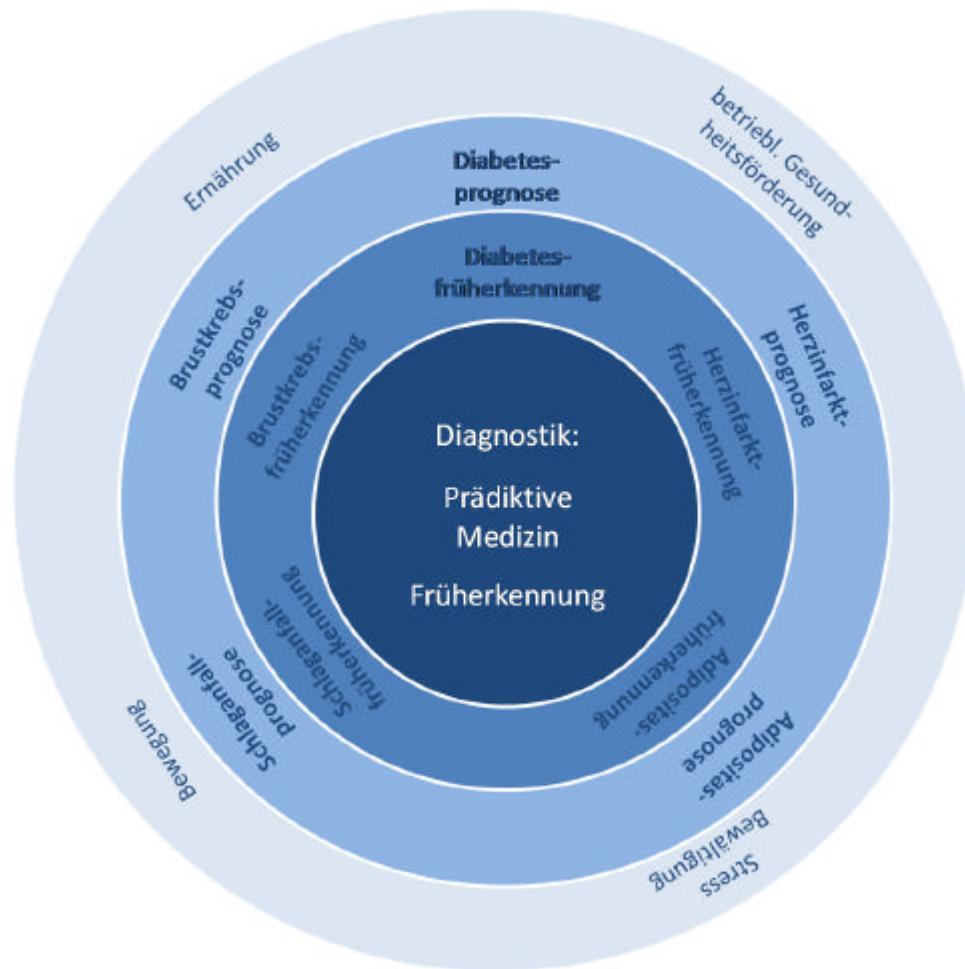 Ernährung
betriebl. Gesund-
heitsförderung
Diabetes-
prognose
Diabetes-
früherkennung
Brustkrebs-
prognose
Brustkrebs-
früherkennung
Herzinfarkt-
früherkennung
Herzinfarkt-
prognose
Diagnostik:
Prädiktive
Medizin
Früherkennung
Schlaganfall-
früherkennung
Schlaganfall-
prognose
Adipositas-
früherkennung
Adipositas-
prognose
Bewegung
Stress
Bewältigung